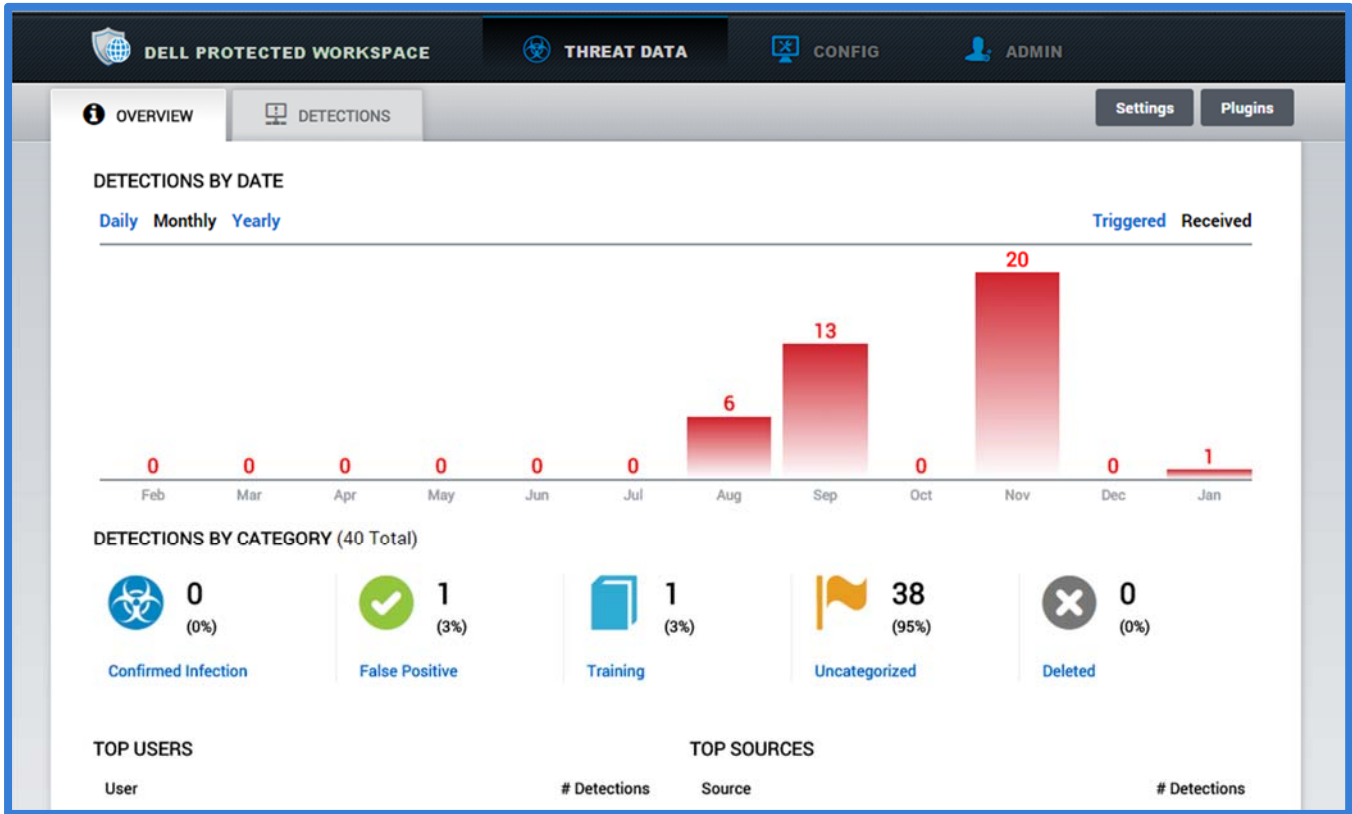 DELL PROTECTED WORKSPACE THREAT DATA CONFIG ADMIN
OVERVIEW DETECTIONS Settings Plugins
DETECTIONS BY DATE
Daily Monthly Yearly Triggered Received
20
13
6
0 0 0 0 0 0 0 0 1
Feb Mar Apr May Jun Jul Aug Sep Oct Nov Dec Jan
DETECTIONS BY CATEGORY (40 Total)
0 1 1 38 0
(0%) (3%) (3%) (95%) (0%)
Confirmed Infection False Positive Training Uncategorized Deleted
TOP USERS TOP SOURCES
User # Detections Source # Detections